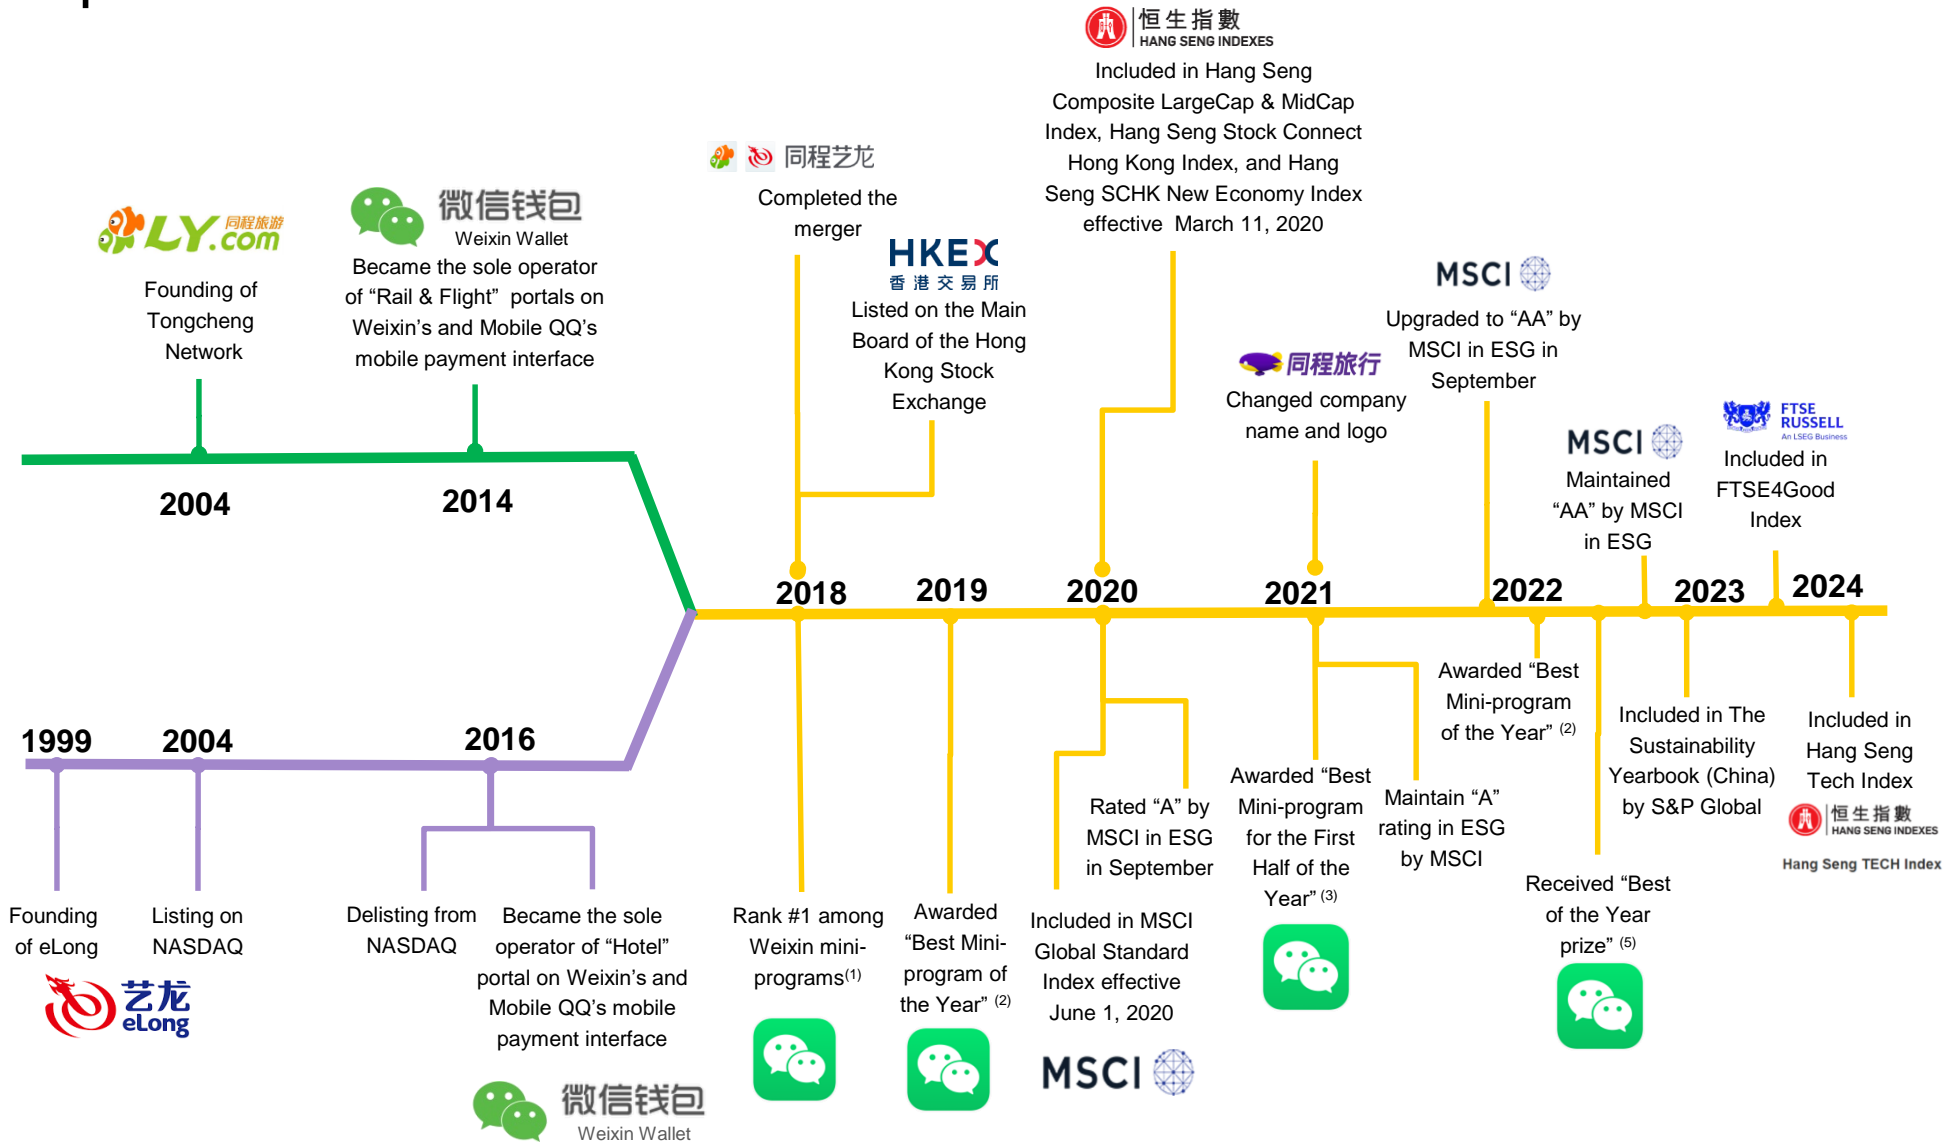 恒生指數
HANG SENG INDEXES
Included in Hang Seng
Composite LargeCap & MidCap
Index, Hang Seng Stock Connect
Hong Kong Index, and Hang
Seng SCHK New Economy Index
effective March 11, 2020
同程艺龙
Completed the
merger
HKEX
香港交易所
Listed on the Main
Board of the Hong
Kong Stock
Exchange
LY.com
同程旅游
Founding of
Tongcheng
Network
微信钱包
Weixin Wallet
Became the sole operator
of “Rail & Flight” portals on
Weixin’s and Mobile QQ’s
mobile payment interface
MSCI
Upgraded to “AA” by
MSCI in ESG in
September
同程旅行
Changed company
name and logo
MSCI
Maintained
“AA” by MSCI
in ESG
FTSE
RUSSELL
An LSEG Business
Included in
FTSE4Good
Index
2004
2014
2018
2019
2020
2021
2022
2023
2024
1999
2004
2016
Founding
of eLong
艺龙
eLong
Listing on
NASDAQ
Delisting from
NASDAQ
Became the sole
operator of “Hotel”
portal on Weixin’s and
Mobile QQ’s mobile
payment interface
微信钱包
Weixin Wallet
Rank #1 among
Weixin mini-
programs(1)
Awarded
“Best Mini-
program of
the Year” (2)
Included in MSCI
Global Standard
Index effective
June 1, 2020
MSCI
Rated “A” by
MSCI in ESG
in September
Awarded “Best
Mini-program
for the First
Half of the
Year” (3)
Maintain “A”
rating in ESG
by MSCI
Awarded “Best
Mini-program
of the Year” (2)
Received “Best
of the Year
prize” (5)
Included in The
Sustainability
Yearbook (China)
by S&P Global
Included in
Hang Seng
Tech Index
恒生指數
HANG SENG INDEXES
Hang Seng TECH Index